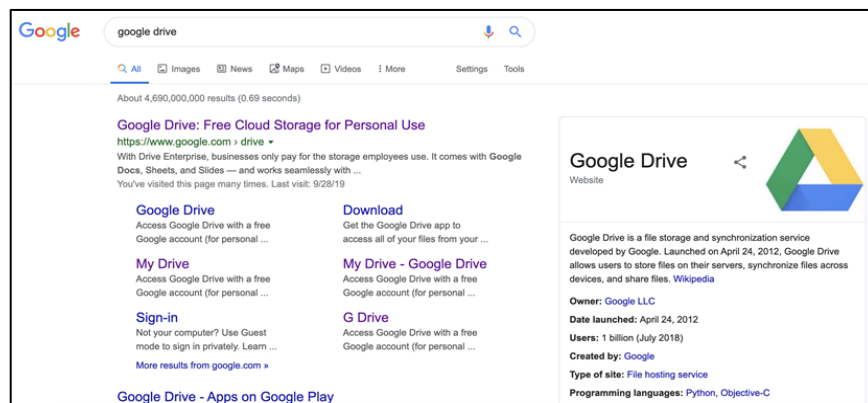 Google
google drive
All Images News Maps Videos More Settings Tools
About 4,690,000,000 results (0.69 seconds)
Google Drive: Free Cloud Storage for Personal Use
https://www.google.com › drive
With Drive Enterprise, businesses only pay for the storage employees use. It comes with Google
Docs, Sheets, and Slides — and works seamlessly with ...
You've visited this page many times. Last visit: 9/28/19
Google Drive
Access Google Drive with a free
Google account (for personal ...
Download
Get the Google Drive app to
access all of your files from your ...
My Drive
Access Google Drive with a free
Google account (for personal ...
My Drive - Google Drive
Access Google Drive with a free
Google account (for personal ...
Sign-in
Not your computer? Use Guest
mode to sign in privately. Learn ...
G Drive
Access Google Drive with a free
Google account (for personal ...
More results from google.com »
Google Drive - Apps on Google Play
Google Drive
Website
Google Drive is a file storage and synchronization service
developed by Google. Launched on April 24, 2012, Google Drive
allows users to store files on their servers, synchronize files across
devices, and share files. Wikipedia
Owner: Google LLC
Date launched: April 24, 2012
Users: 1 billion (July 2018)
Created by: Google
Type of site: File hosting service
Programming languages: Python, Objective-C